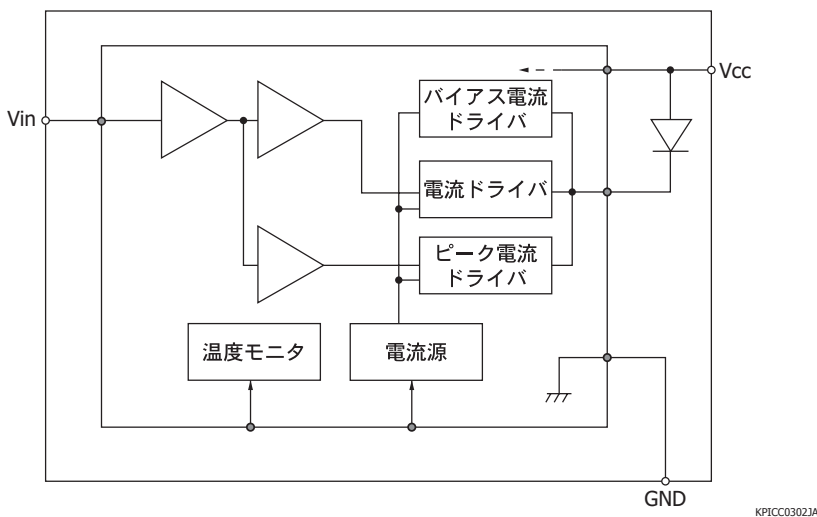 Vcc
バイアス電流
ドライバ
Vin
電流ドライバ
ピーク電流
ドライバ
温度モニタ
電流源
GND
KPICC0302JA